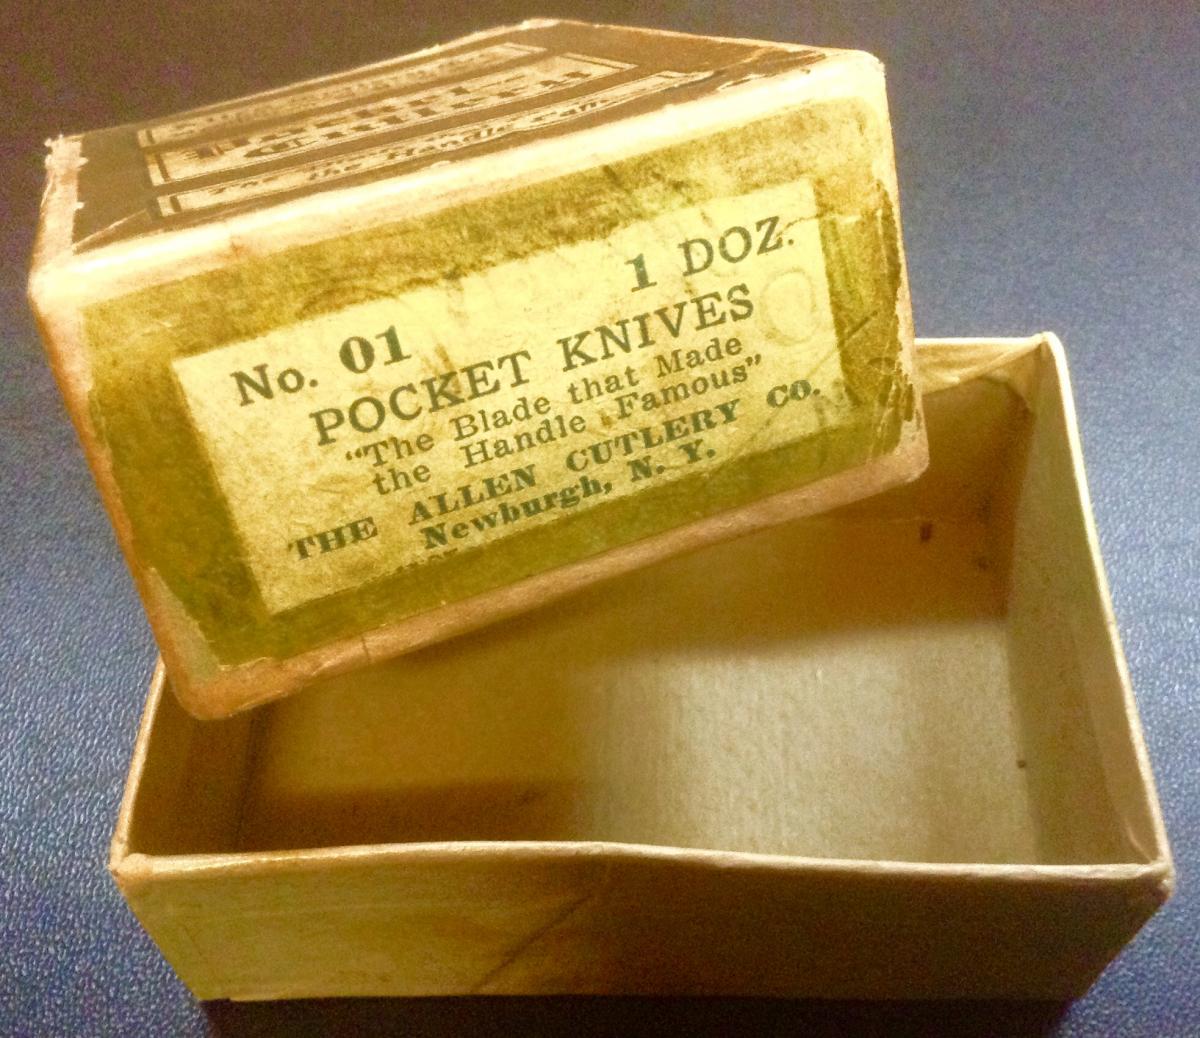 No. 01 1 DOZ.
POCKET KNIVES
"The Blade that Made
the Handle Famous"
THE ALLEN CUTLERY CO.
Newburgh, N. Y.